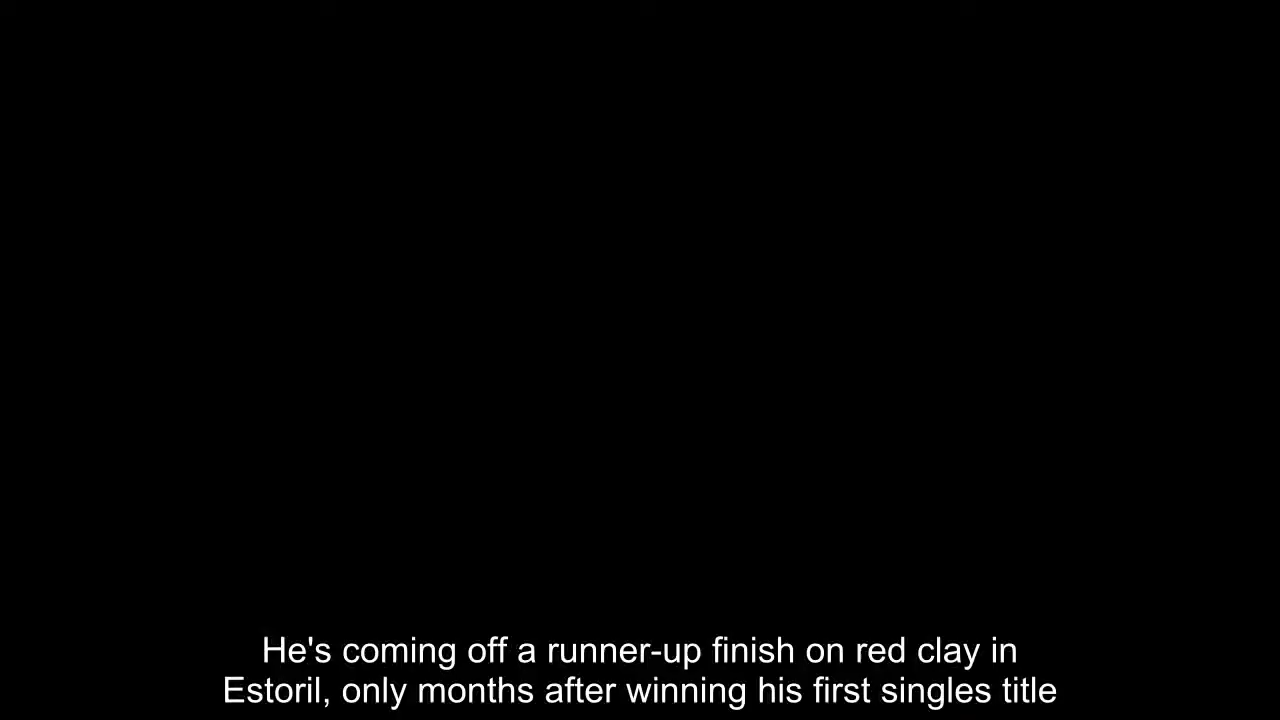 He's coming off a runner-up finish on red clay in
Estoril, only months after winning his first singles title